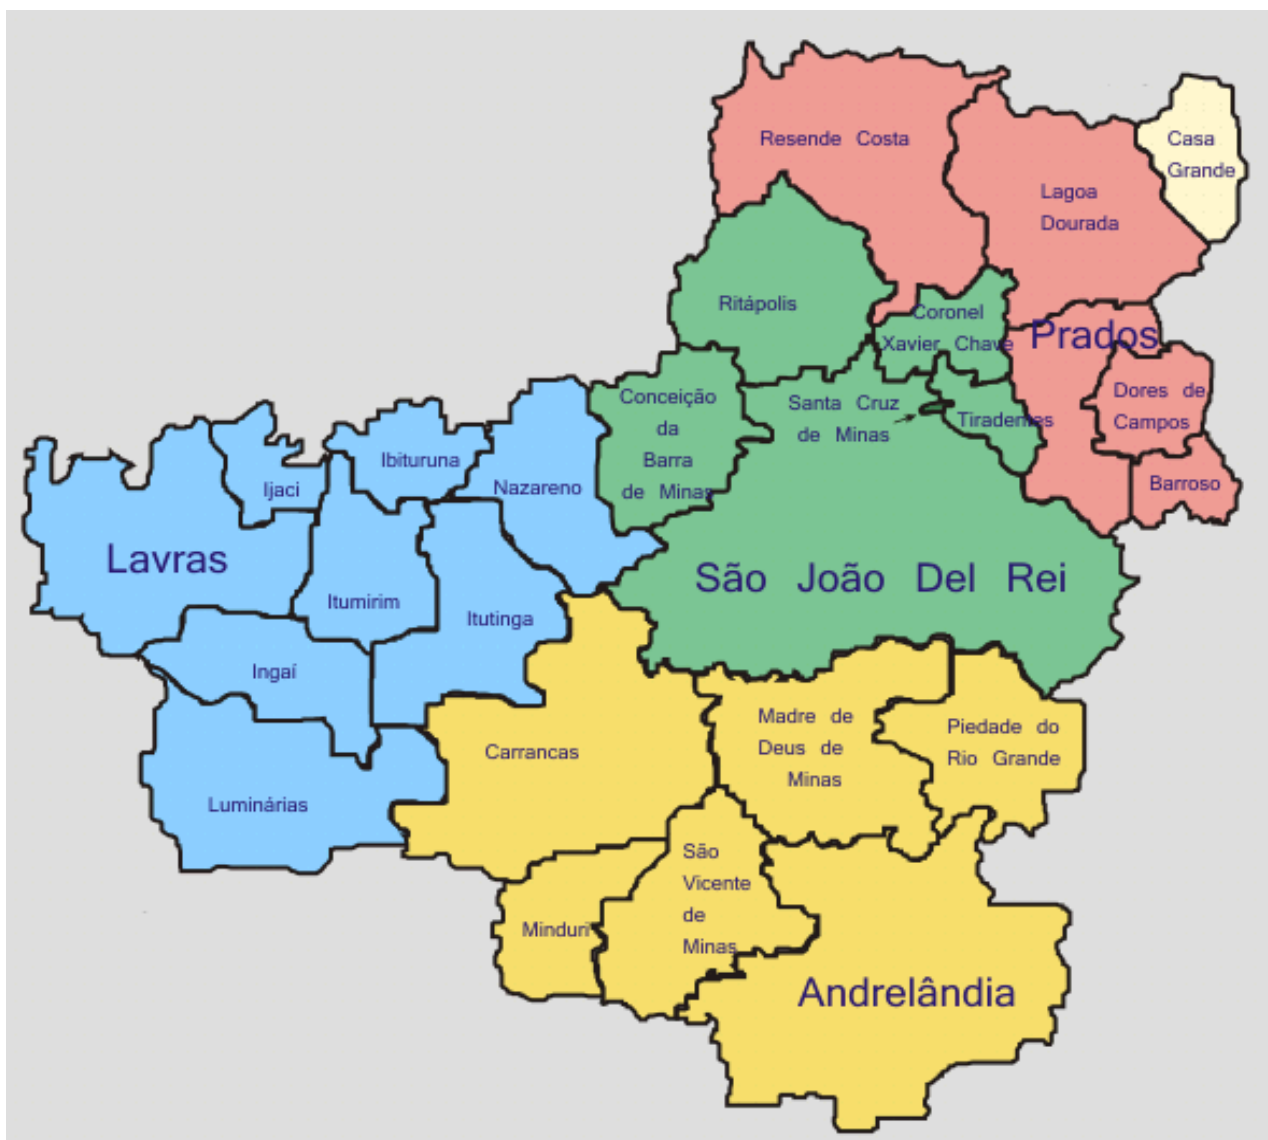 Resende Costa
Casa
Grande
Lagoa
Dourada
Ritápolis
Coronel
Xavier Chave
Prados
Conceição
da
Barra
de Minas
Santa Cruz
de Minas
Tiradentes
Dores de
Campos
Barroso
Ibituruna
Ijaci
Nazareno
Lavras
Itumirim
Itutinga
São João Del Rei
Ingaí
Luminárias
Carrancas
Madre de
Deus de
Minas
Piedade do
Rio Grande
São
Vicente
de
Minas
Minduri
Andrelândia